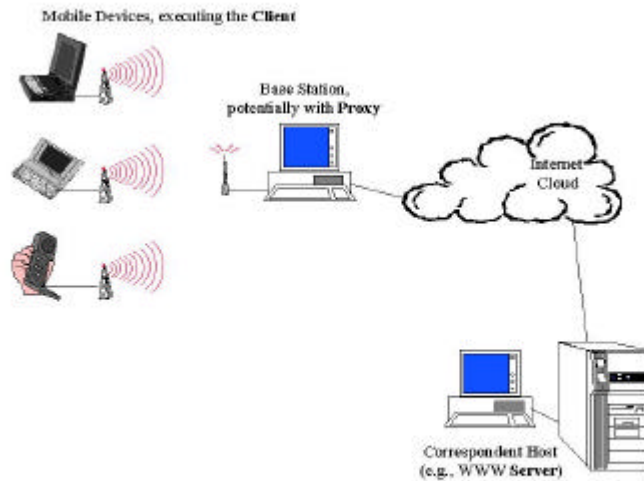 Mobile Devices, executing the Client
Base Station,
potentially with Proxy
Internet
Cloud
Correspondent Host
(e.g., WWW Server)